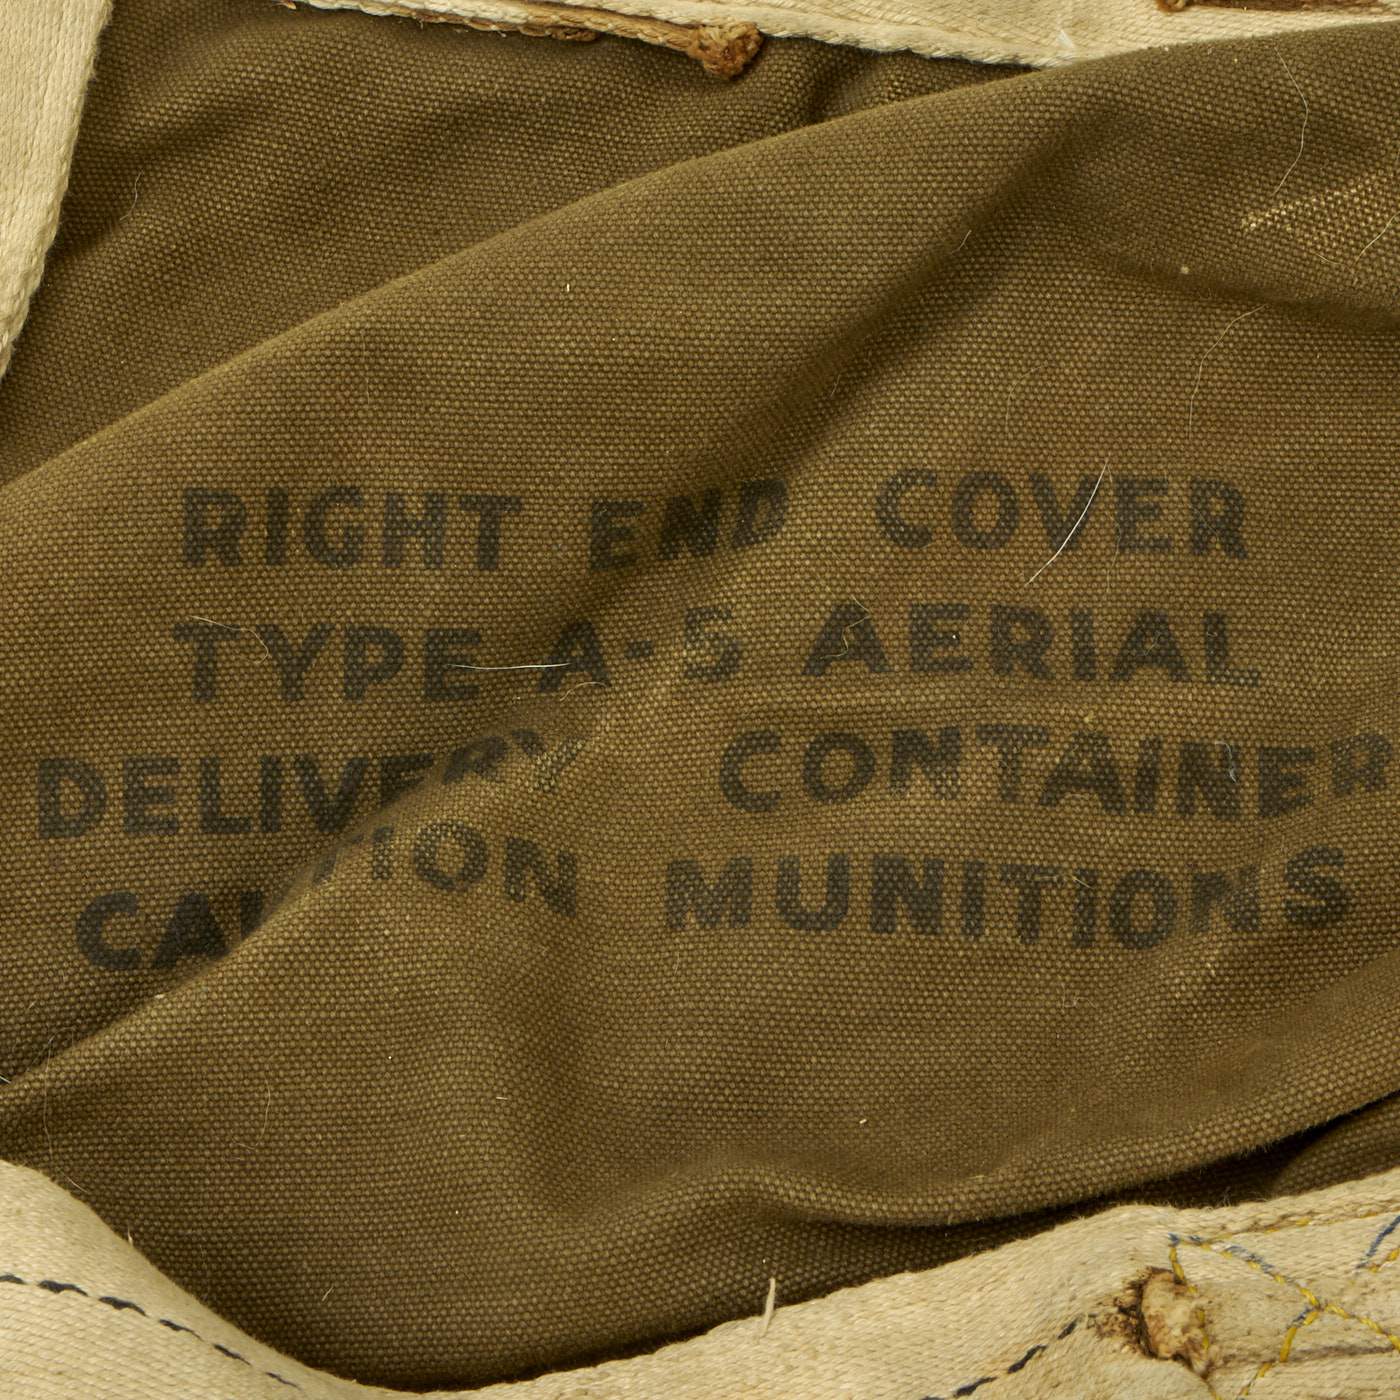 RIGHT END COVER
TYPE A-5 AERIAL
DELIVERY CONTAINER
CAUTION MUNITIONS